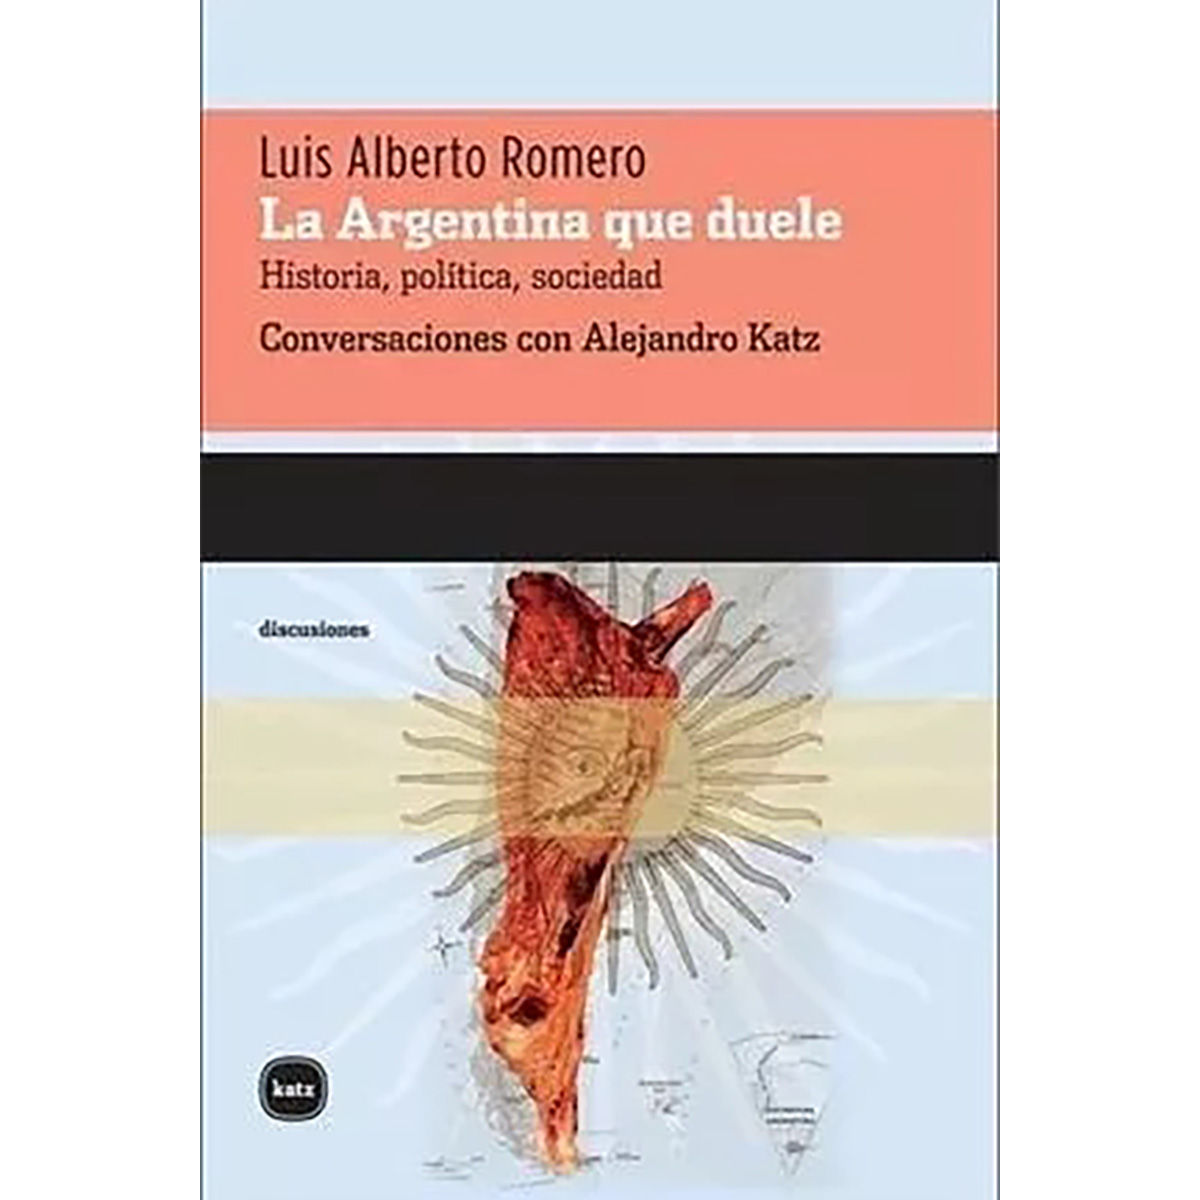 Luis Alberto Romero
La Argentina que duele
Historia, política, sociedad
Conversaciones con Alejandro Katz
discusiones
katz